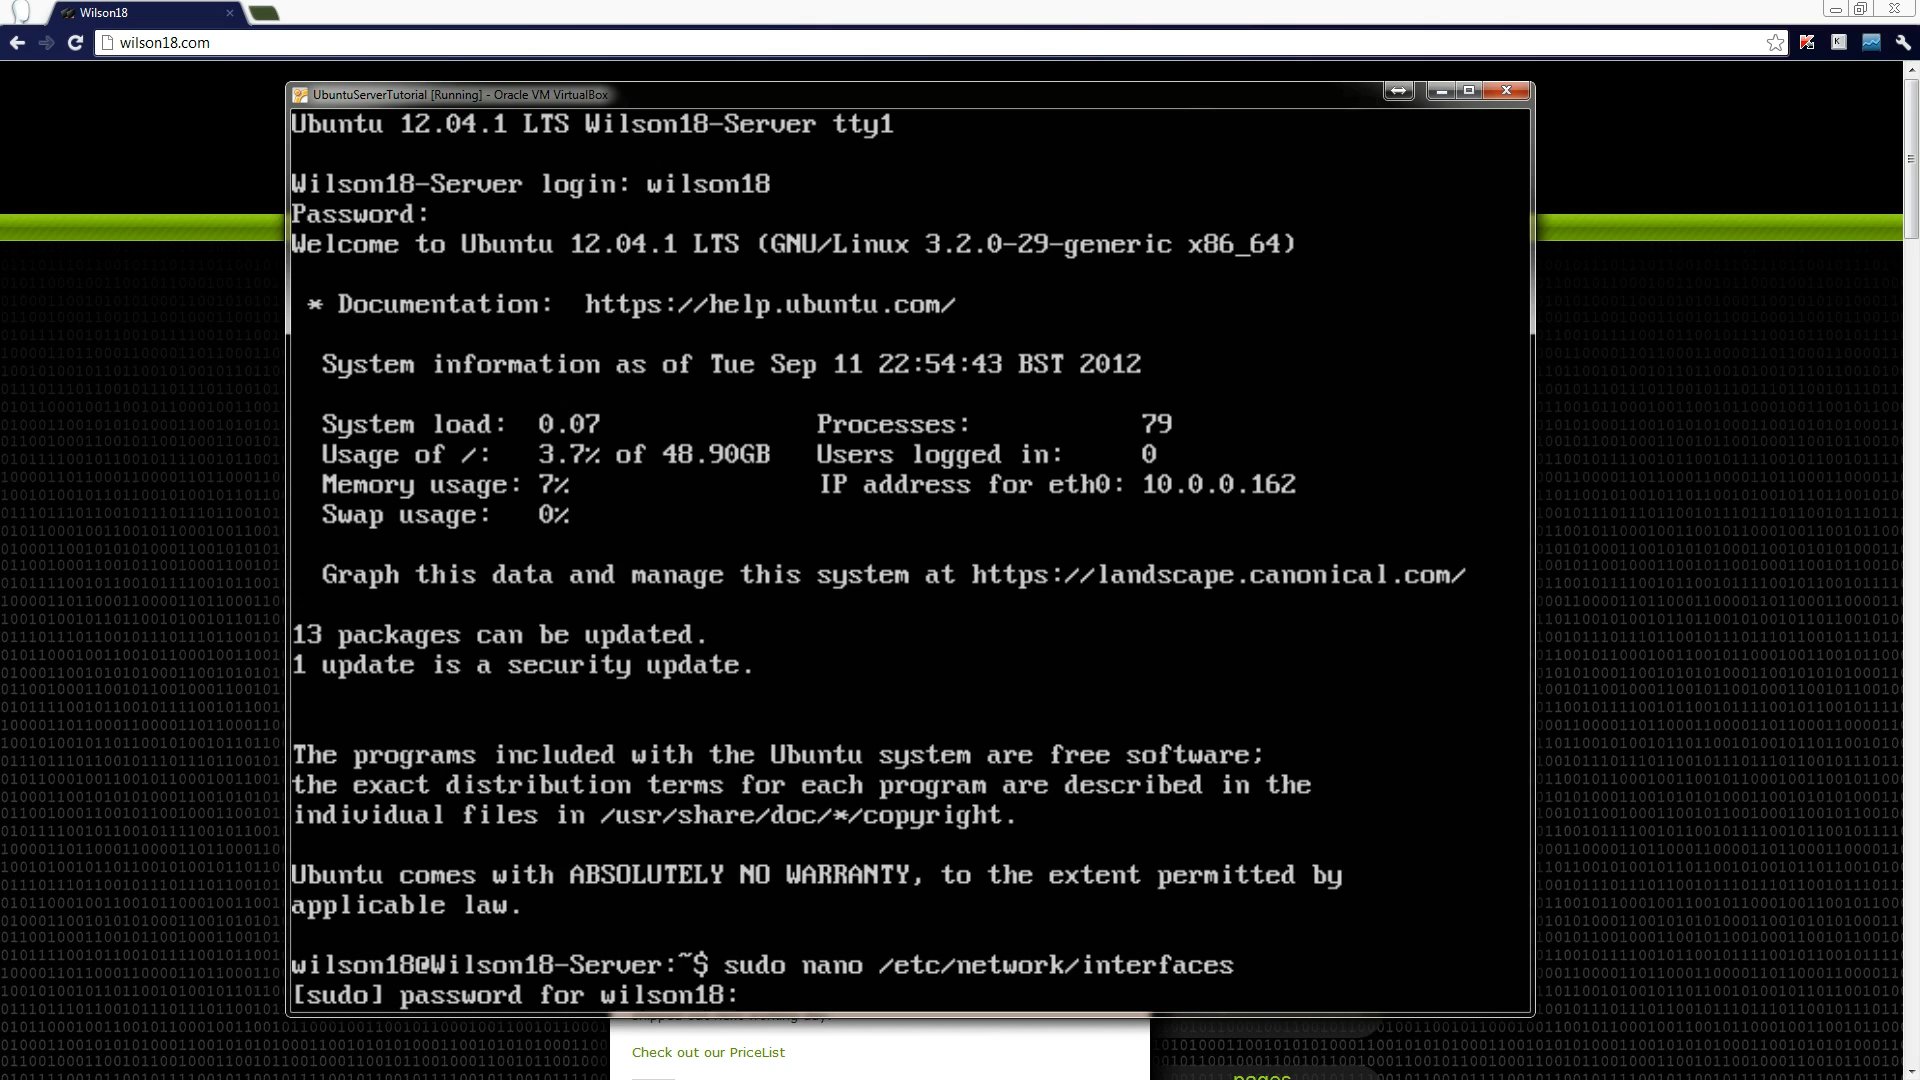 Wilson18
wilson18.com
UbuntuServerTutorial [Running] - Oracle VM VirtualBox
Ubuntu 12.04.1 LTS Wilson18-Server tty1
Wilson18-Server login: wilson18
Password:
Welcome to Ubuntu 12.04.1 LTS (GNU/Linux 3.2.0-29-generic x86_64)
* Documentation: https://help.ubuntu.com/
System information as of Tue Sep 11 22:54:43 BST 2012
System load: 0.07 Processes: 79
Usage of /: 3.7% of 48.90GB Users logged in: 0
Memory usage: 7% IP address for eth0: 10.0.0.162
Swap usage: 0%
Graph this data and manage this system at https://landscape.canonical.com/
13 packages can be updated.
1 update is a security update.
The programs included with the Ubuntu system are free software;
the exact distribution terms for each program are described in the
individual files in /usr/share/doc/*/copyright.
Ubuntu comes with ABSOLUTELY NO WARRANTY, to the extent permitted by
applicable law.
wilson18@Wilson18-Server:~$ sudo nano /etc/network/interfaces
[sudo] password for wilson18:
Check out our PriceList
pages